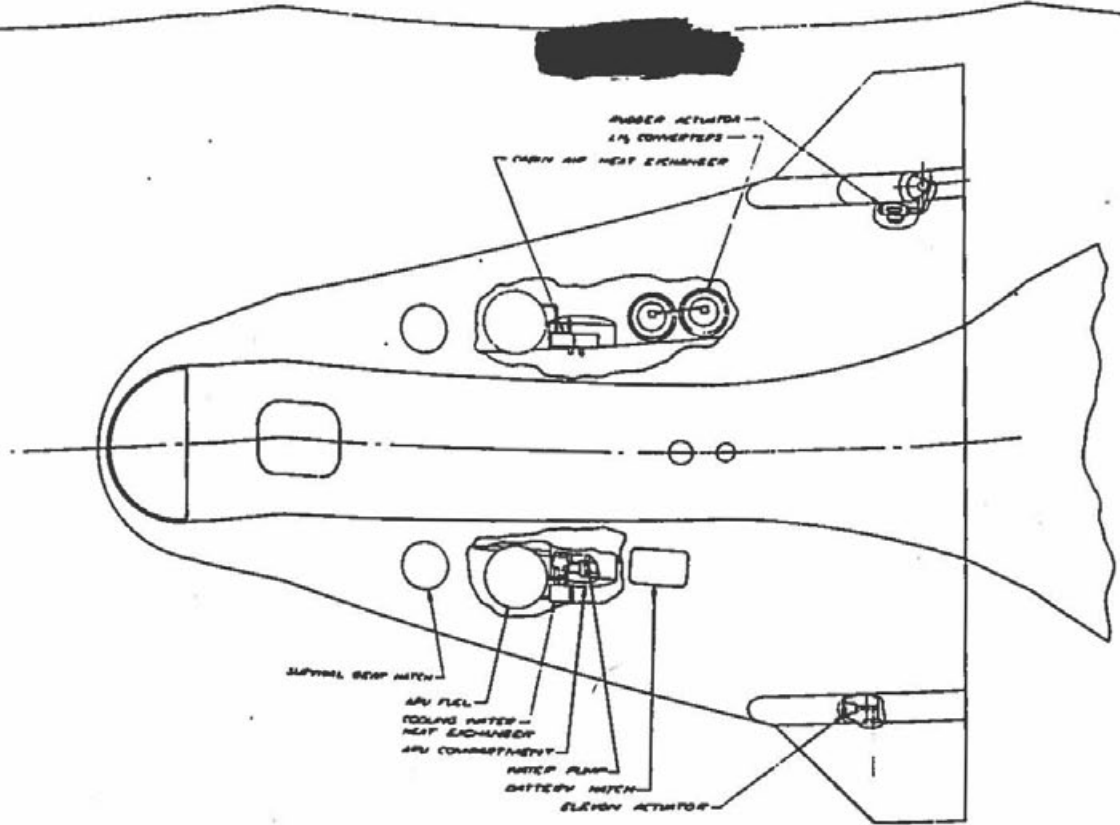 RUDDER ACTUATOR
LH₂ CONVERTERS
CABIN AIR HEAT EXCHANGER
SURVIVAL GEAR HATCH
APU FUEL
COOLING WATER
HEAT EXCHANGER
APU COMPARTMENT
WATER PUMP
BATTERY HATCH
ELEVON ACTUATOR